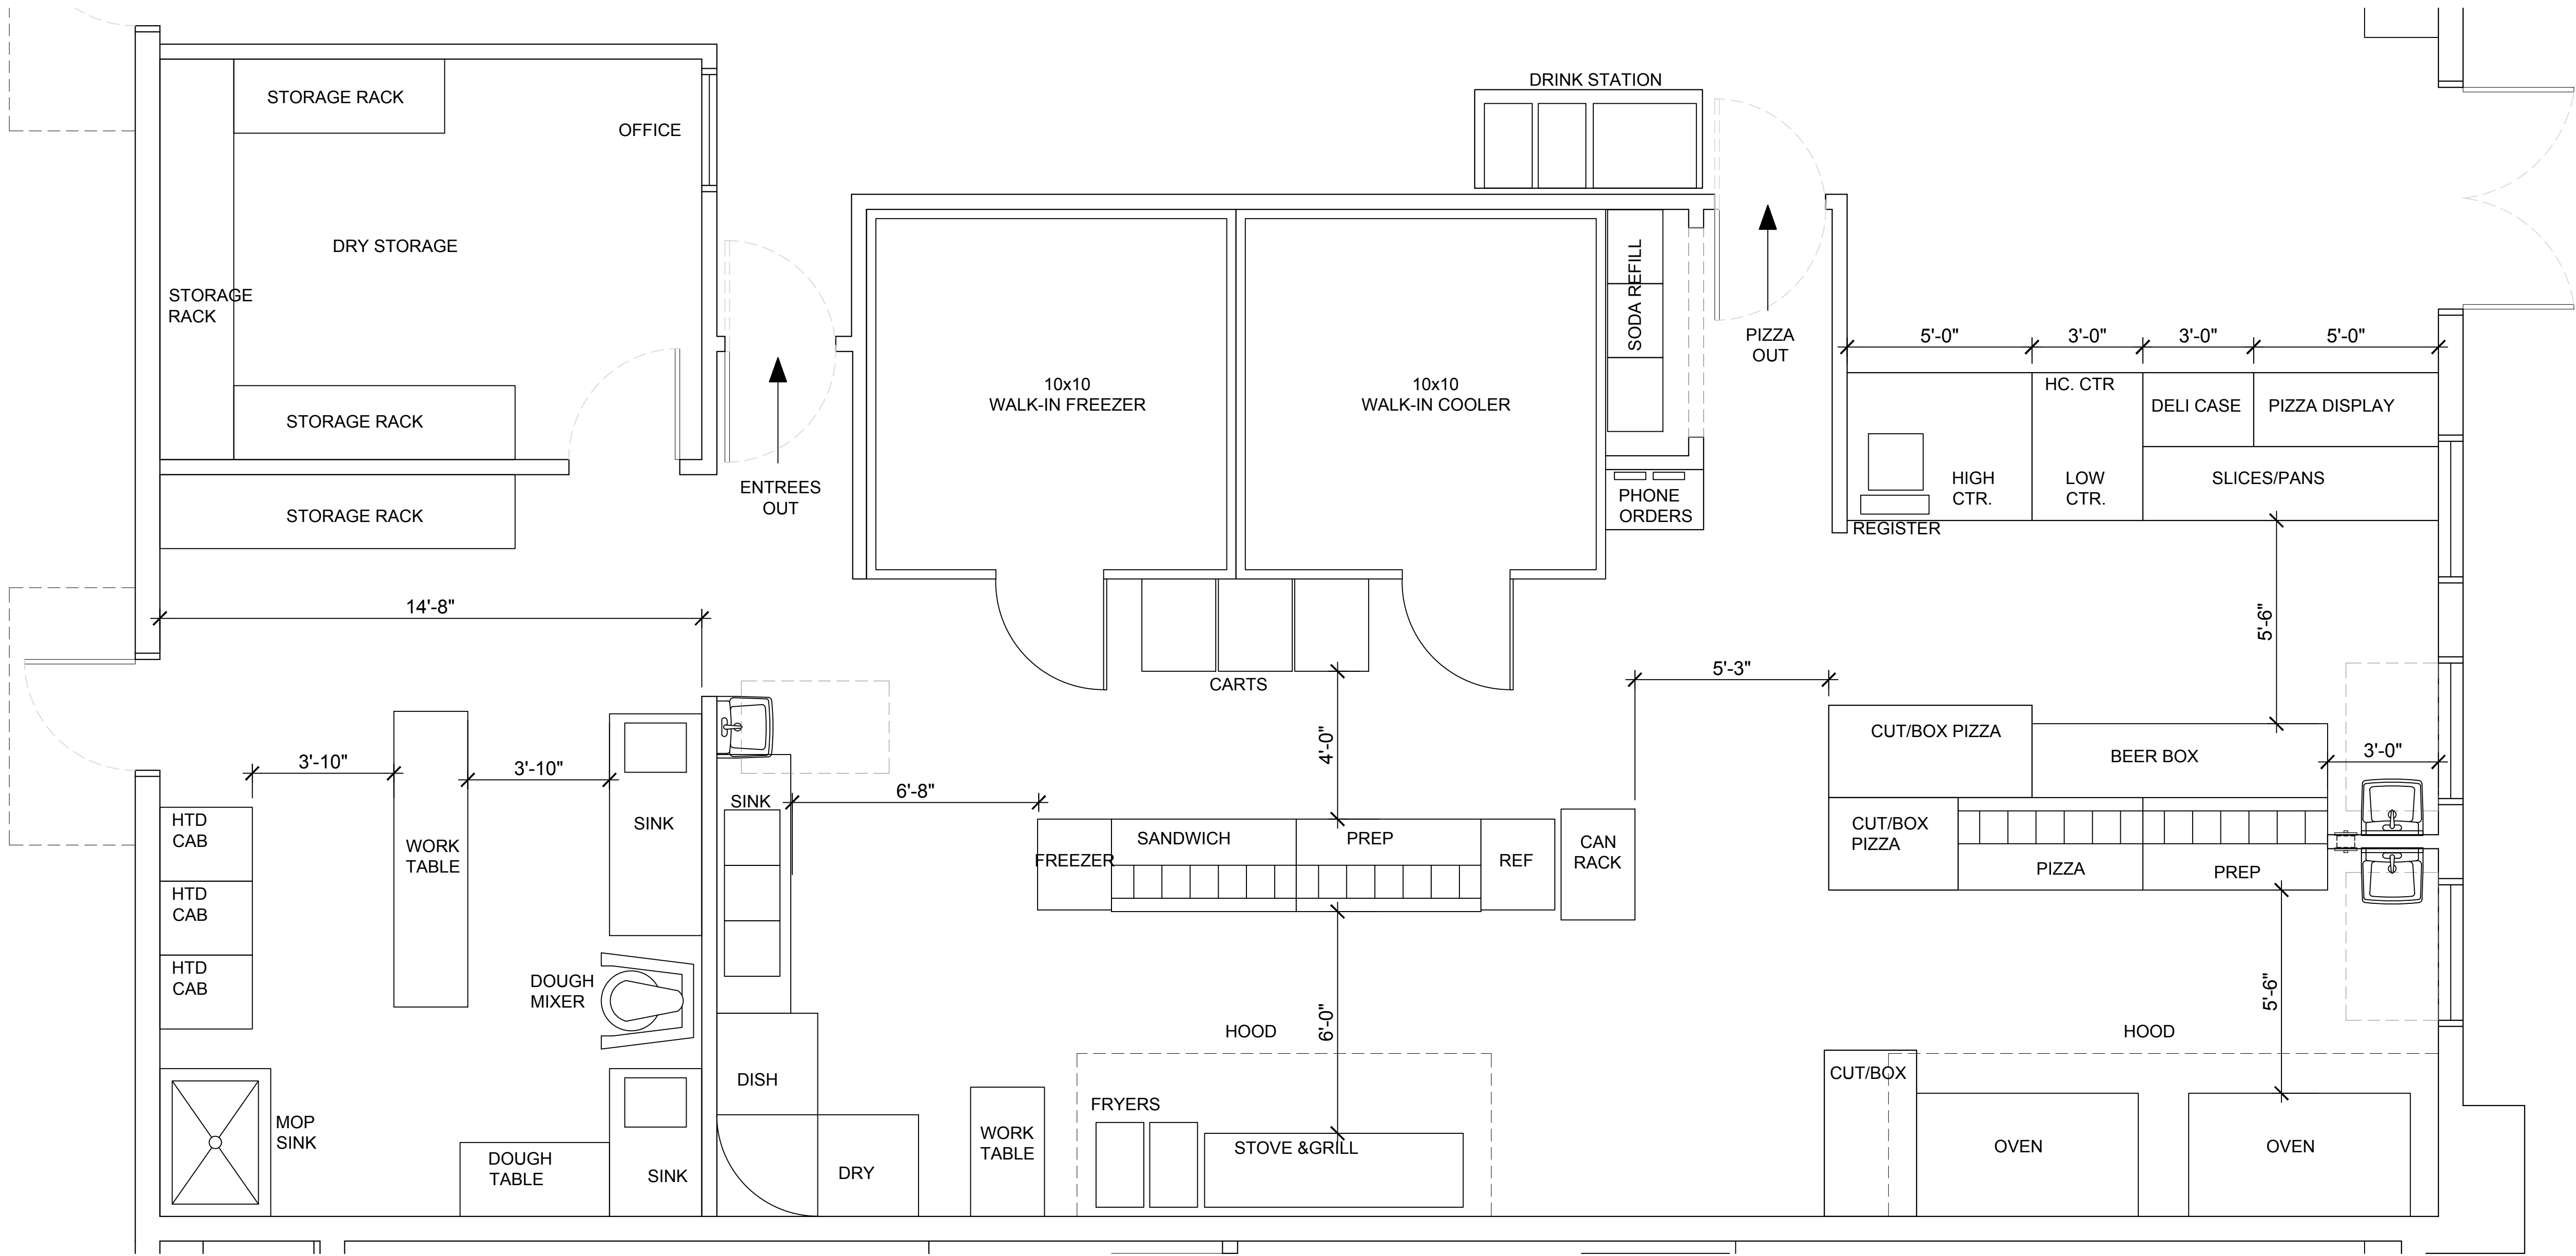 DRINK STATION
STORAGE RACK
OFFICE
DRY STORAGE
STORAGE
RACK
STORAGE RACK
STORAGE RACK
ENTREES
OUT
10x10
WALK-IN FREEZER
10x10
WALK-IN COOLER
SODA REFILL
PHONE
ORDERS
PIZZA
OUT
5'-0"
3'-0"
3'-0"
5'-0"
HC. CTR
DELI CASE
PIZZA DISPLAY
HIGH
CTR.
LOW
CTR.
SLICES/PANS
REGISTER
14'-8"
5'-6"
CARTS
5'-3"
4'-0"
3'-10"
3'-10"
6'-8"
CUT/BOX PIZZA
BEER BOX
3'-0"
HTD
CAB
HTD
CAB
HTD
CAB
WORK
TABLE
SINK
SINK
FREEZER
SANDWICH
PREP
REF
CAN
RACK
CUT/BOX
PIZZA
PIZZA
PREP
DOUGH
MIXER
6'-0"
5'-6"
HOOD
HOOD
DISH
CUT/BOX
FRYERS
MOP
SINK
DOUGH
TABLE
SINK
DRY
WORK
TABLE
STOVE &GRILL
OVEN
OVEN